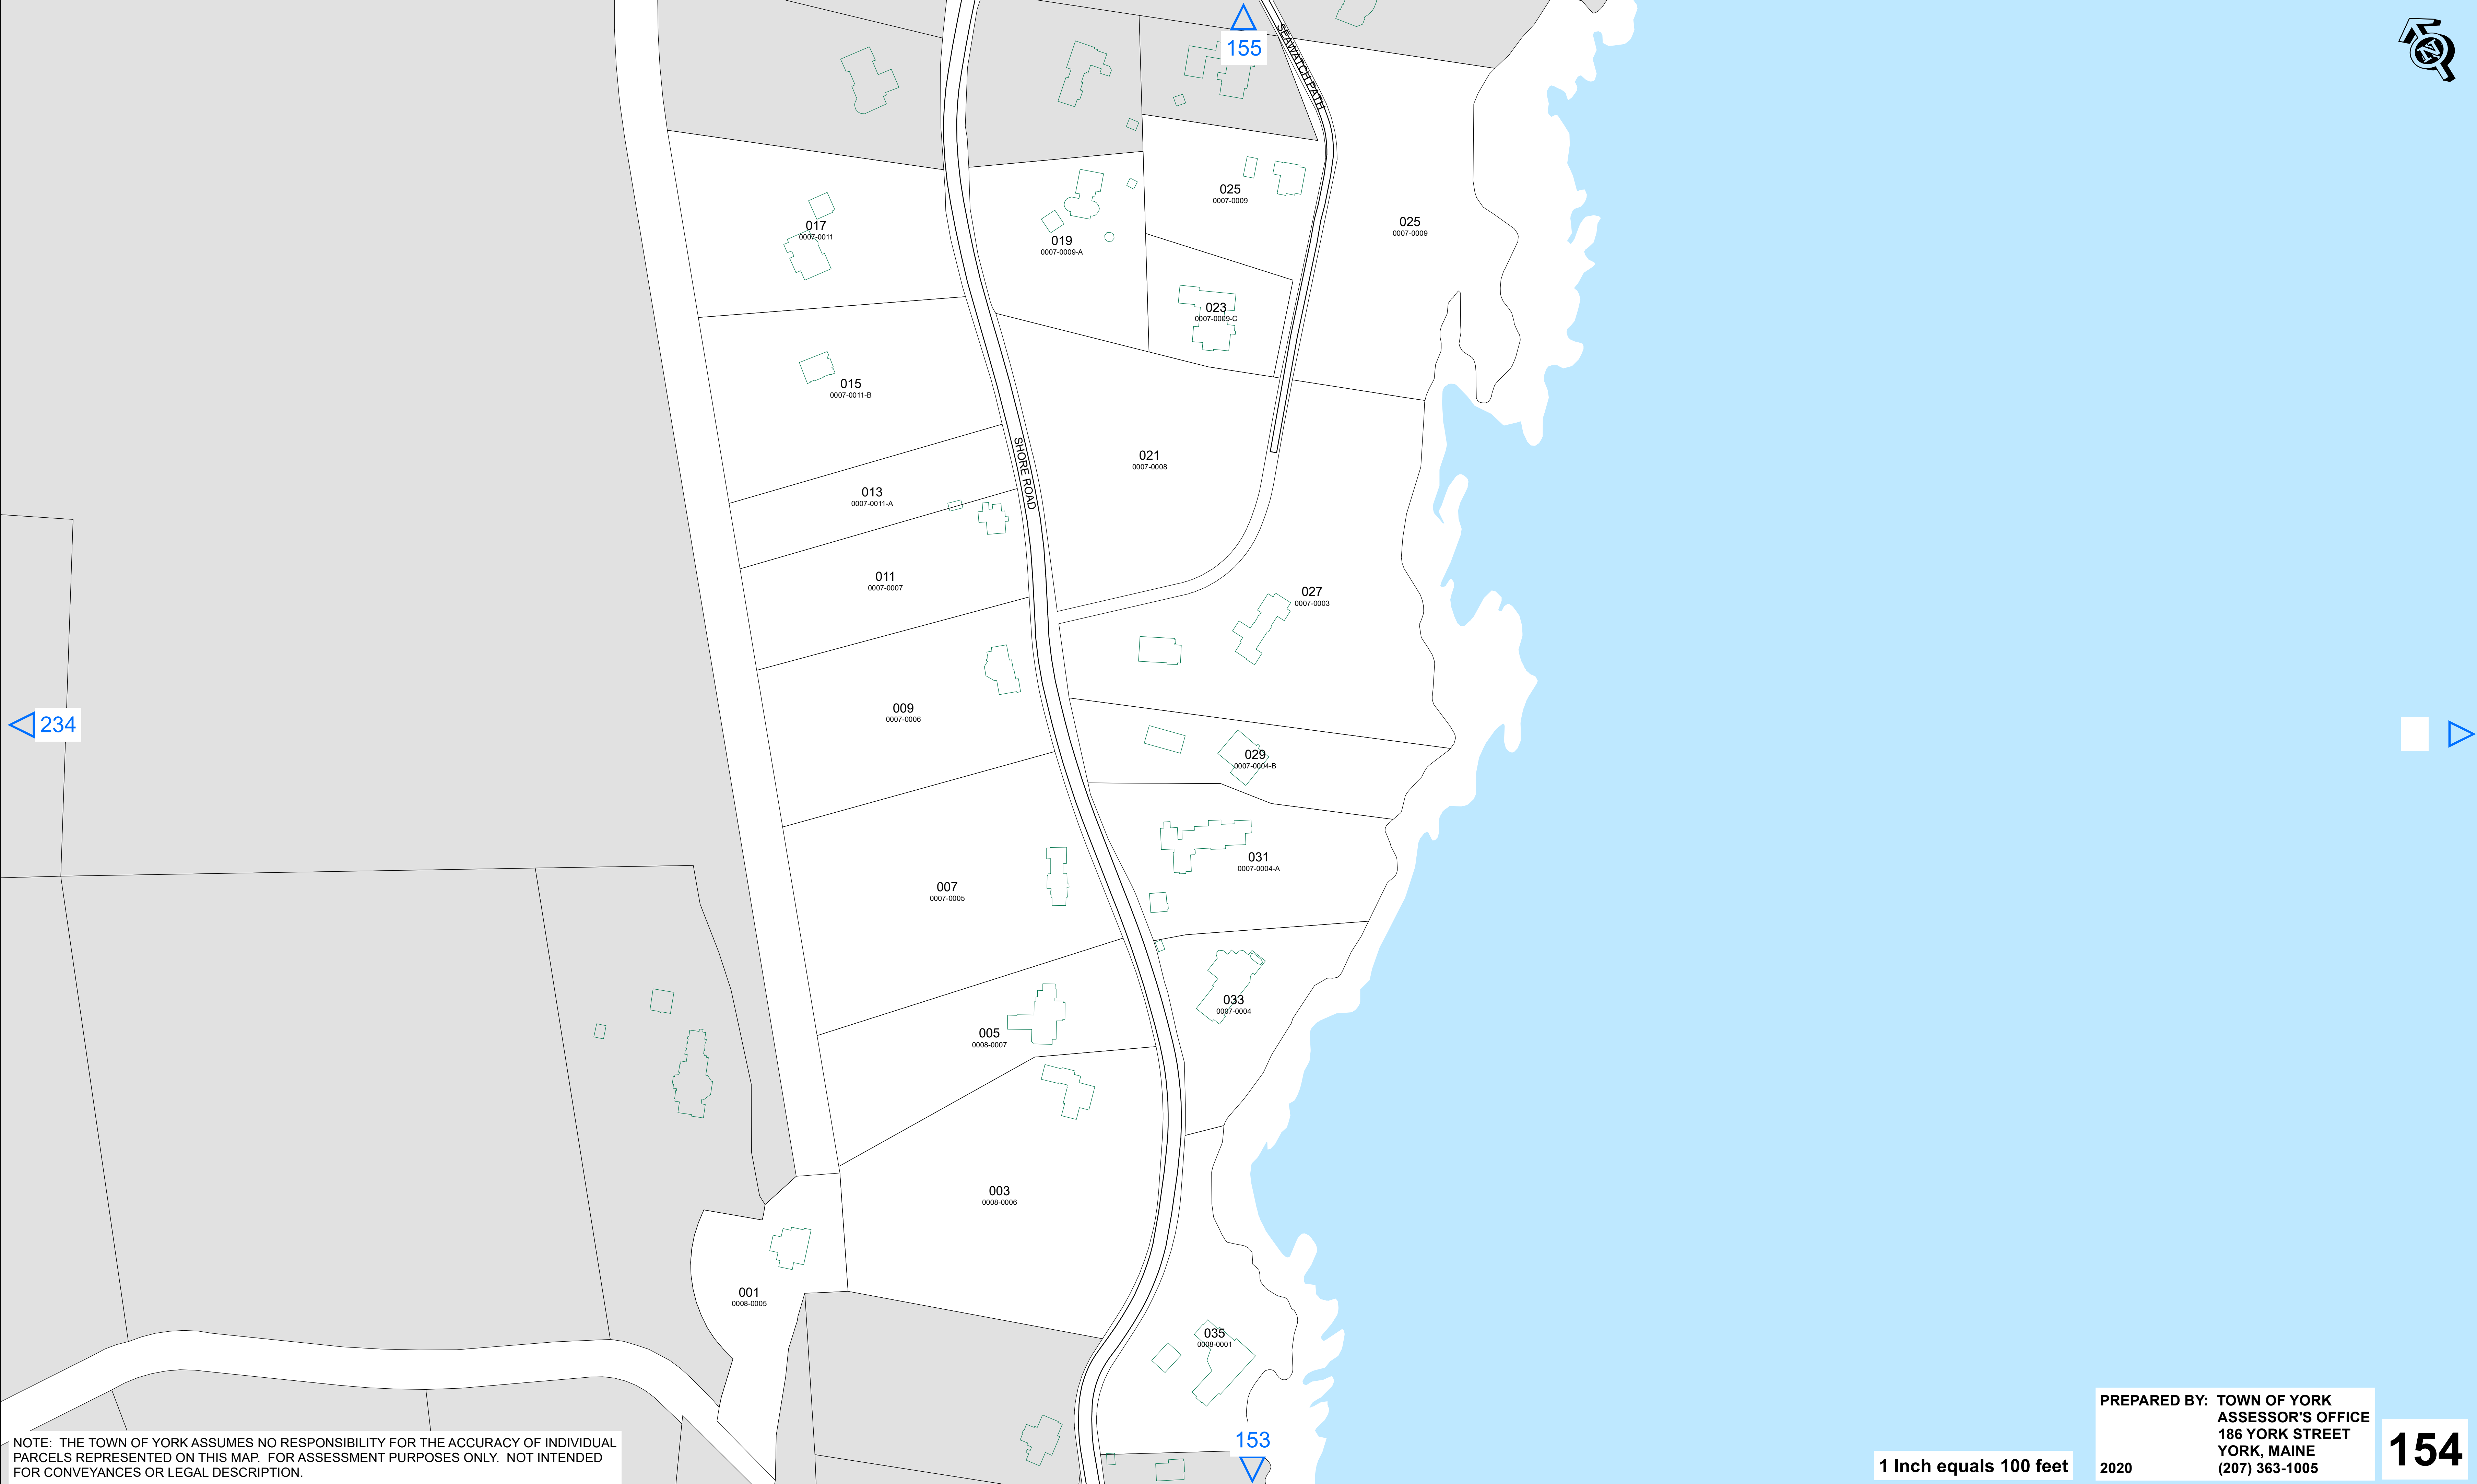 155
SEAWATCH PATH
N
025
0007-0009
025
0007-0009
017
0007-0011
019
0007-0009-A
023
0007-0009-C
015
0007-0011-B
SHORE ROAD
021
0007-0008
013
0007-0011-A
011
0007-0007
027
0007-0003
009
0007-0006
234
029
0007-0004-B
031
0007-0004-A
007
0007-0005
033
0007-0004
005
0008-0007
003
0008-0006
001
0008-0005
035
0008-0001
153
NOTE: THE TOWN OF YORK ASSUMES NO RESPONSIBILITY FOR THE ACCURACY OF INDIVIDUAL
PARCELS REPRESENTED ON THIS MAP. FOR ASSESSMENT PURPOSES ONLY. NOT INTENDED
FOR CONVEYANCES OR LEGAL DESCRIPTION.
1 Inch equals 100 feet
PREPARED BY: TOWN OF YORK
ASSESSOR'S OFFICE
186 YORK STREET
YORK, MAINE
2020 (207) 363-1005
154